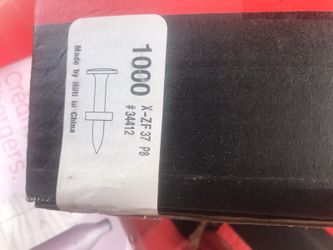 1000
X-ZF 37 P8
#34412
Made by Hilti in China